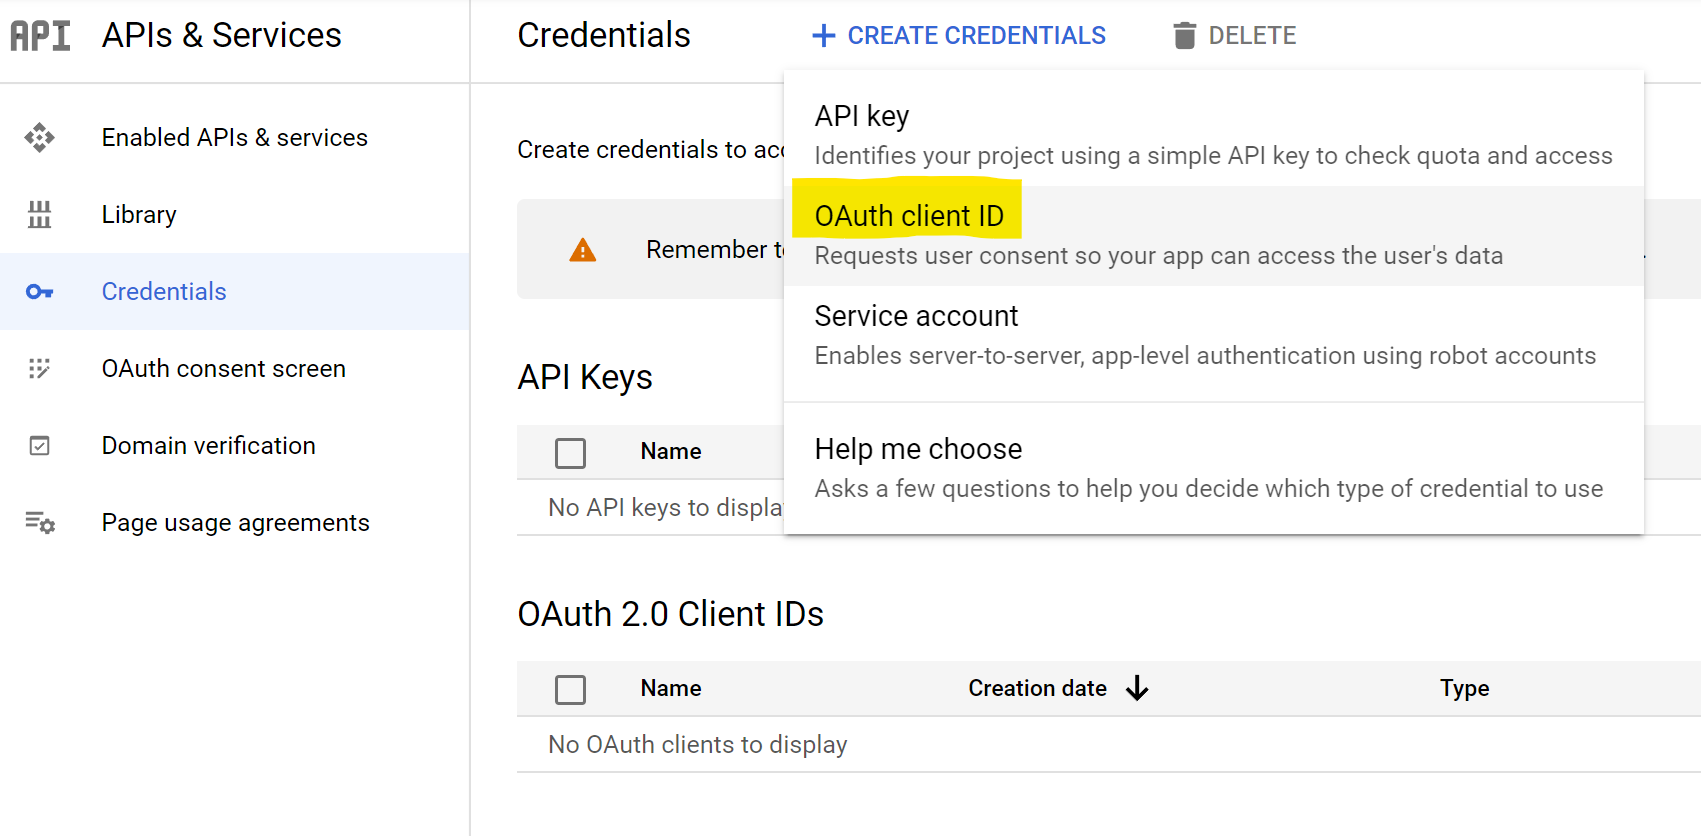 API APIs & Services
Credentials
+ CREATE CREDENTIALS
DELETE
Enabled APIs & services
Library
Credentials
OAuth consent screen
Domain verification
Page usage agreements
Create credentials to
Remember
API key
Identifies your project using a simple API key to check quota and access
OAuth client ID
Requests user consent so your app can access the user's data
Service account
Enables server-to-server, app-level authentication using robot accounts
Help me choose
Asks a few questions to help you decide which type of credential to use
API Keys
Name
No API keys to
OAuth 2.0 Client IDs
Name Creation date Type
No OAuth clients to display